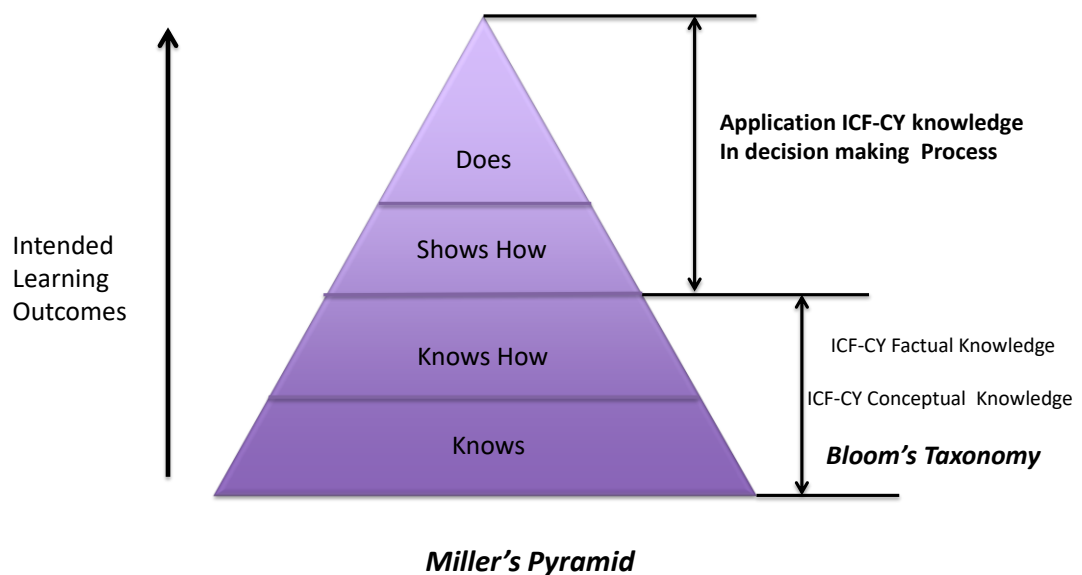 Does
Shows How
Knows How
Knows
Intended
Learning
Outcomes
Application ICF-CY knowledge
In decision making  Process
ICF-CY Factual Knowledge
ICF-CY Conceptual  Knowledge
Bloom’s Taxonomy
Miller’s Pyramid